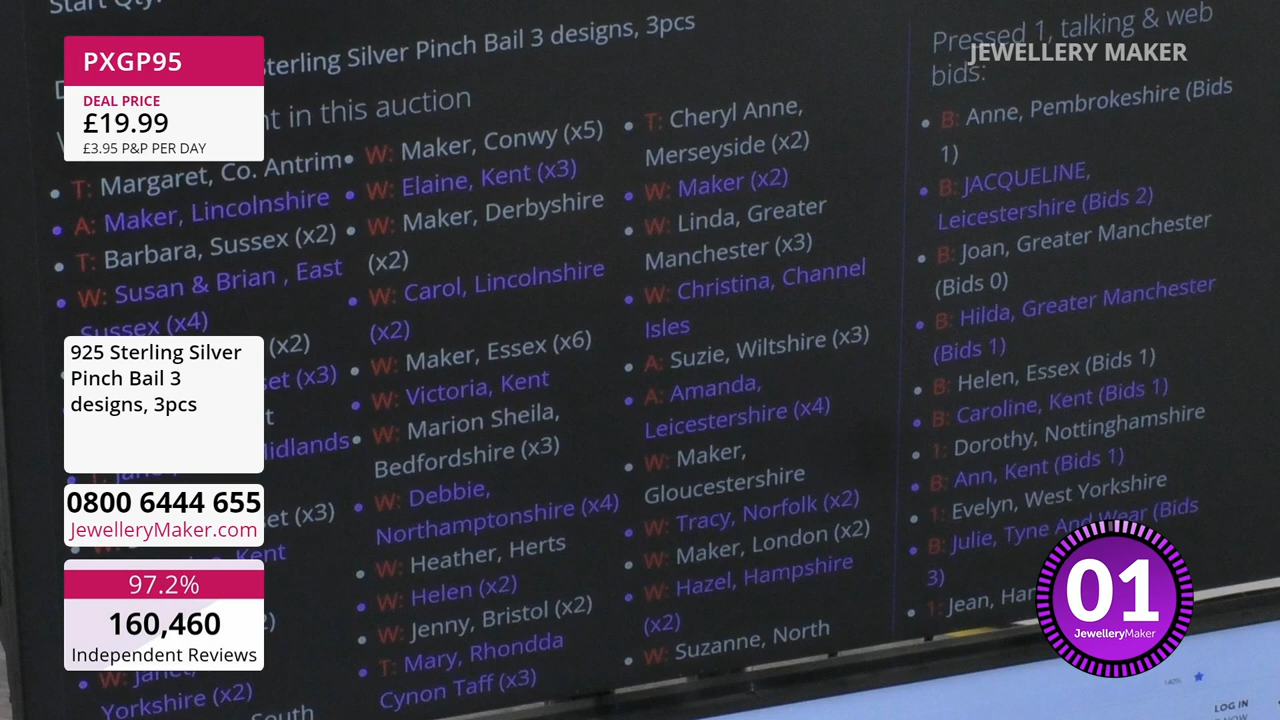 Start Qty:
Sterling Silver Pinch Bail 3 designs, 3pcs
nt in this auction
T: Margaret, Co. Antrim
A: Maker, Lincolnshire
T: Barbara, Sussex (x2)
W: Susan & Brian , East
Sussex (x4)
(x2)
set (x3)
Midlands
set (x3)
Kent
W: Janet,
Yorkshire (x2)
South
W: Maker, Conwy (x5)
W: Elaine, Kent (x3)
W: Maker, Derbyshire
(x2)
W: Carol, Lincolnshire
(x2)
W: Maker, Essex (x6)
W: Victoria, Kent
W: Marion Sheila,
Bedfordshire (x3)
W: Debbie,
Northamptonshire (x4)
W: Heather, Herts
W: Helen (x2)
W: Jenny, Bristol (x2)
T: Mary, Rhondda
Cynon Taff (x3)
T: Cheryl Anne,
Merseyside (x2)
W: Maker (x2)
W: Linda, Greater
Manchester (x3)
W: Christina, Channel
Isles
A: Suzie, Wiltshire (x3)
A: Amanda,
Leicestershire (x4)
W: Maker,
Gloucestershire
W: Tracy, Norfolk (x2)
W: Maker, London (x2)
W: Hazel, Hampshire
(x2)
W: Suzanne, North
Pressed 1, talking & web
bids:
B: Anne, Pembrokeshire (Bids
1)
B: JACQUELINE,
Leicestershire (Bids 2)
B: Joan, Greater Manchester
(Bids 0)
B: Hilda, Greater Manchester
(Bids 1)
B: Helen, Essex (Bids 1)
B: Caroline, Kent (Bids 1)
1: Dorothy, Nottinghamshire
B: Ann, Kent (Bids 1)
1: Evelyn, West Yorkshire
B: Julie, Tyne And Wear (Bids
3)
1: Jean, Har
JEWELLERY MAKER
PXGP95
DEAL PRICE
£19.99
£3.95 P&P PER DAY
925 Sterling Silver
Pinch Bail 3
designs, 3pcs
0800 6444 655
JewelleryMaker.com
97.2%
160,460
Independent Reviews
01
JewelleryMaker
140%
LOG IN
NOW